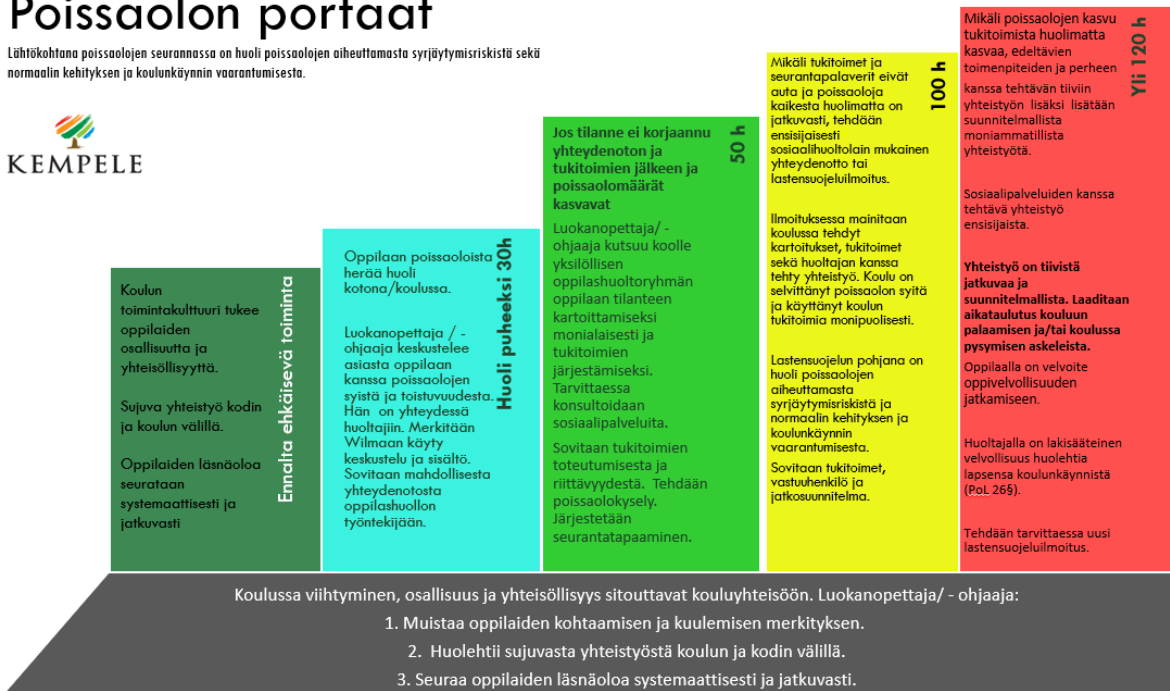 Poissaolon portaat
Lähtökohtana poissaolojen seurannassa on huoli poissaolojen aiheuttamasta syrjäytymisriskistä sekä
normaalin kehityksen ja koulunkäynnin vaarantumisesta.
KEMPELE
Koulun
toimintakulttuuri tukee
oppilaiden
osallisuutta ja
yhteisöllisyyttä.
Sujuva yhteistyö kodin
ja koulun välillä.
Oppilaiden läsnäoloa
seurataan
systemaattisesti ja
jatkuvasti
Ennalta ehkäisevä toiminta
Oppilaan poissaoloista
herää huoli
kotona/koulussa.
Luokanopettaja / -
ohjaaja keskustelee
asiasta oppilaan
kanssa poissaolojen
syistä ja toistuvuudesta.
Hän on yhteydessä
huoltajiin. Merkitään
Wilmaan käyty
keskustelu ja sisältö.
Sovitaan mahdollisesta
yhteydenotosta
oppilashuollon
työntekijään.
Huoli puheeksi 30h
Jos tilanne ei korjaannu
yhteydenoton ja
tukitoimien jälkeen ja
poissaolomäärät
kasvavat
Luokanopettaja/ -
ohjaaja kutsuu koolle
yksilöllisen
oppilashuoltoryhmän
oppilaan tilanteen
kartoittamiseksi
monialaisesti ja
tukitoimien
järjestämiseksi.
Tarvittaessa
konsultoidaan
sosiaalipalveluita.
Sovitaan tukitoimien
toteutumisesta ja
riittävyydestä. Tehdään
poissaolokysely.
Järjestetään
seurantatapaaminen.
50 h
Mikäli tukitoimet ja
seurantapalaverit eivät
auta ja poissaoloja
kaikesta huolimatta on
jatkuvasti, tehdään
ensisijaisesti
sosiaalihuoltolain mukainen
yhteydenotto tai
lastensuojeluilmoitus.
Ilmoituksessa mainitaan
koulussa tehdyt
kartoitukset, tukitoimet
sekä huoltajan kanssa
tehty yhteistyö. Koulu on
selvittänyt poissaolon syitä
ja käyttänyt koulun
tukitoimia monipuolisesti.
Lastensuojelun pohjana on
huoli poissaolojen
aiheuttamasta
syrjäytymisriskistä ja
normaalin kehityksen ja
koulunkäynnin
vaarantumisesta.
Sovitaan tukitoimet,
vastuuhenkilö ja
jatkosuunnitelma.
100 h
Mikäli poissaolojen kasvu
tukitoimista huolimatta
kasvaa, edeltävien
toimenpiteiden ja perheen
kanssa tehtävän tiiviin
yhteistyön lisäksi lisätään
suunnitelmallista
moniammatillista
yhteistyötä.
Sosiaalipalveluiden kanssa
tehtävä yhteistyö
ensisijaista.
Yhteistyö on tiivistä
jatkuvaa ja
suunnitelmallista. Laaditaan
aikataulutus kouluun
palaamisen ja/tai koulussa
pysymisen askeleista.
Oppilaalla on velvoite
oppivelvollisuuden
jatkamiseen.
Huoltajalla on lakisääteinen
velvollisuus huolehtia
lapsensa koulunkäynnistä
(PoL 26§).
Tehdään tarvittaessa uusi
lastensuojeluilmoitus.
Yli 120 h
Koulussa viihtyminen, osallisuus ja yhteisöllisyys sitouttavat kouluyhteisöön. Luokanopettaja/ - ohjaaja:
1. Muistaa oppilaiden kohtaamisen ja kuulemisen merkityksen.
2. Huolehtii sujuvasta yhteistyöstä koulun ja kodin välillä.
3. Seuraa oppilaiden läsnäoloa systemaattisesti ja jatkuvasti.